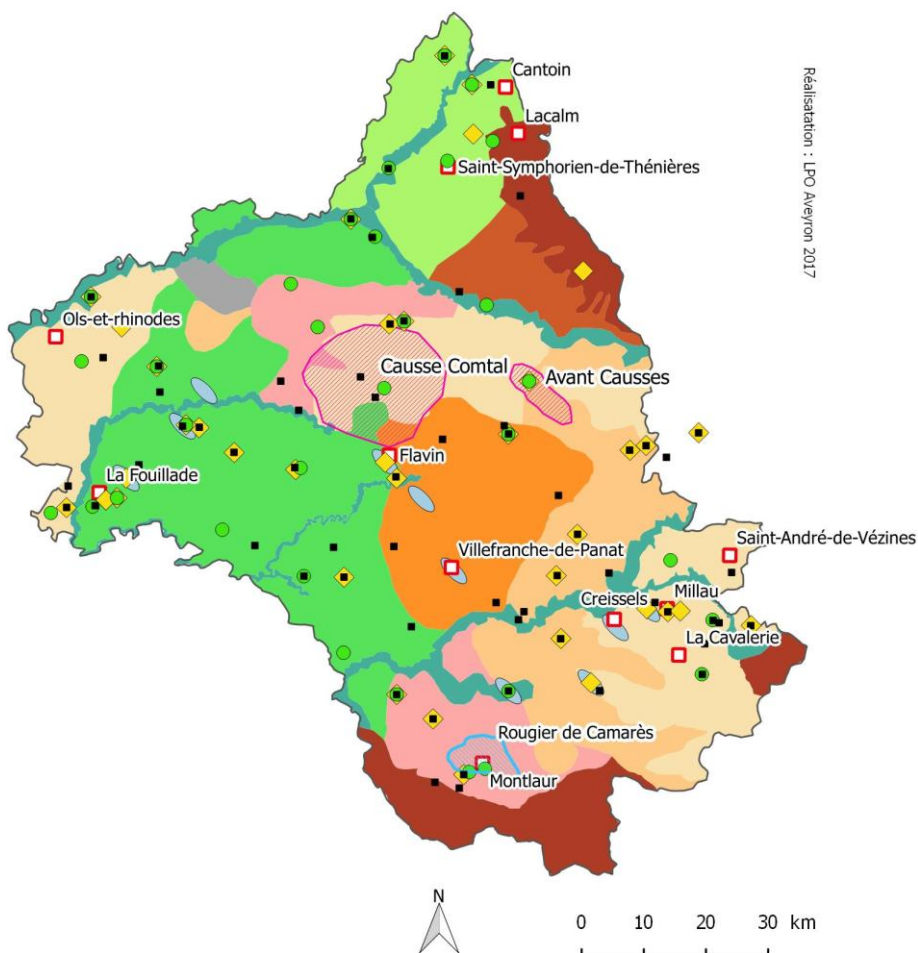 Cantoin
Lacalm
Saint-Symphorien-de-Thénières
Réalisatation : LPO Aveyron 2017
Ols-et-rhinodes
Causse Comtal
Avant Causses
Flavin
La Fouillade
Villefranche-de-Panat
Saint-André-de-Vézines
Creissels
Millau
La Cavalerie
Rougier de Camarès
Montlaur
N
0 10 20 30 km